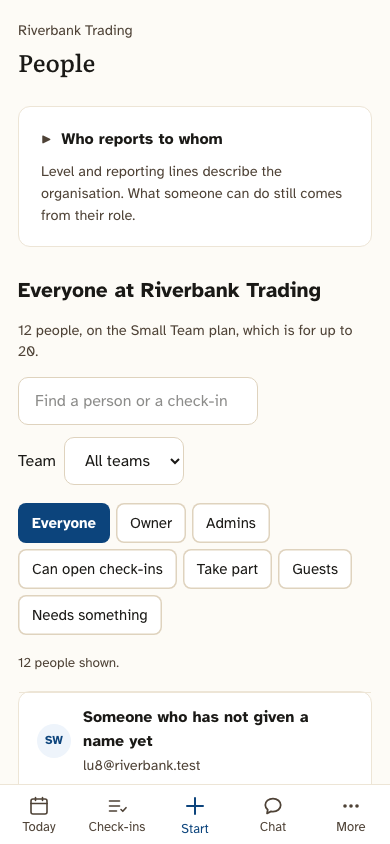 Riverbank Trading
People
▸ Who reports to whom
Level and reporting lines describe the
organisation. What someone can do still comes
from their role.
Everyone at Riverbank Trading
12 people, on the Small Team plan, which is for up to
20.
Find a person or a check-in
Team All teams
Everyone Owner Admins
Can open check-ins Take part Guests
Needs something
12 people shown.
Someone who has not given a
SW name yet
lu8@riverbank.test
Today Check-ins Start Chat More